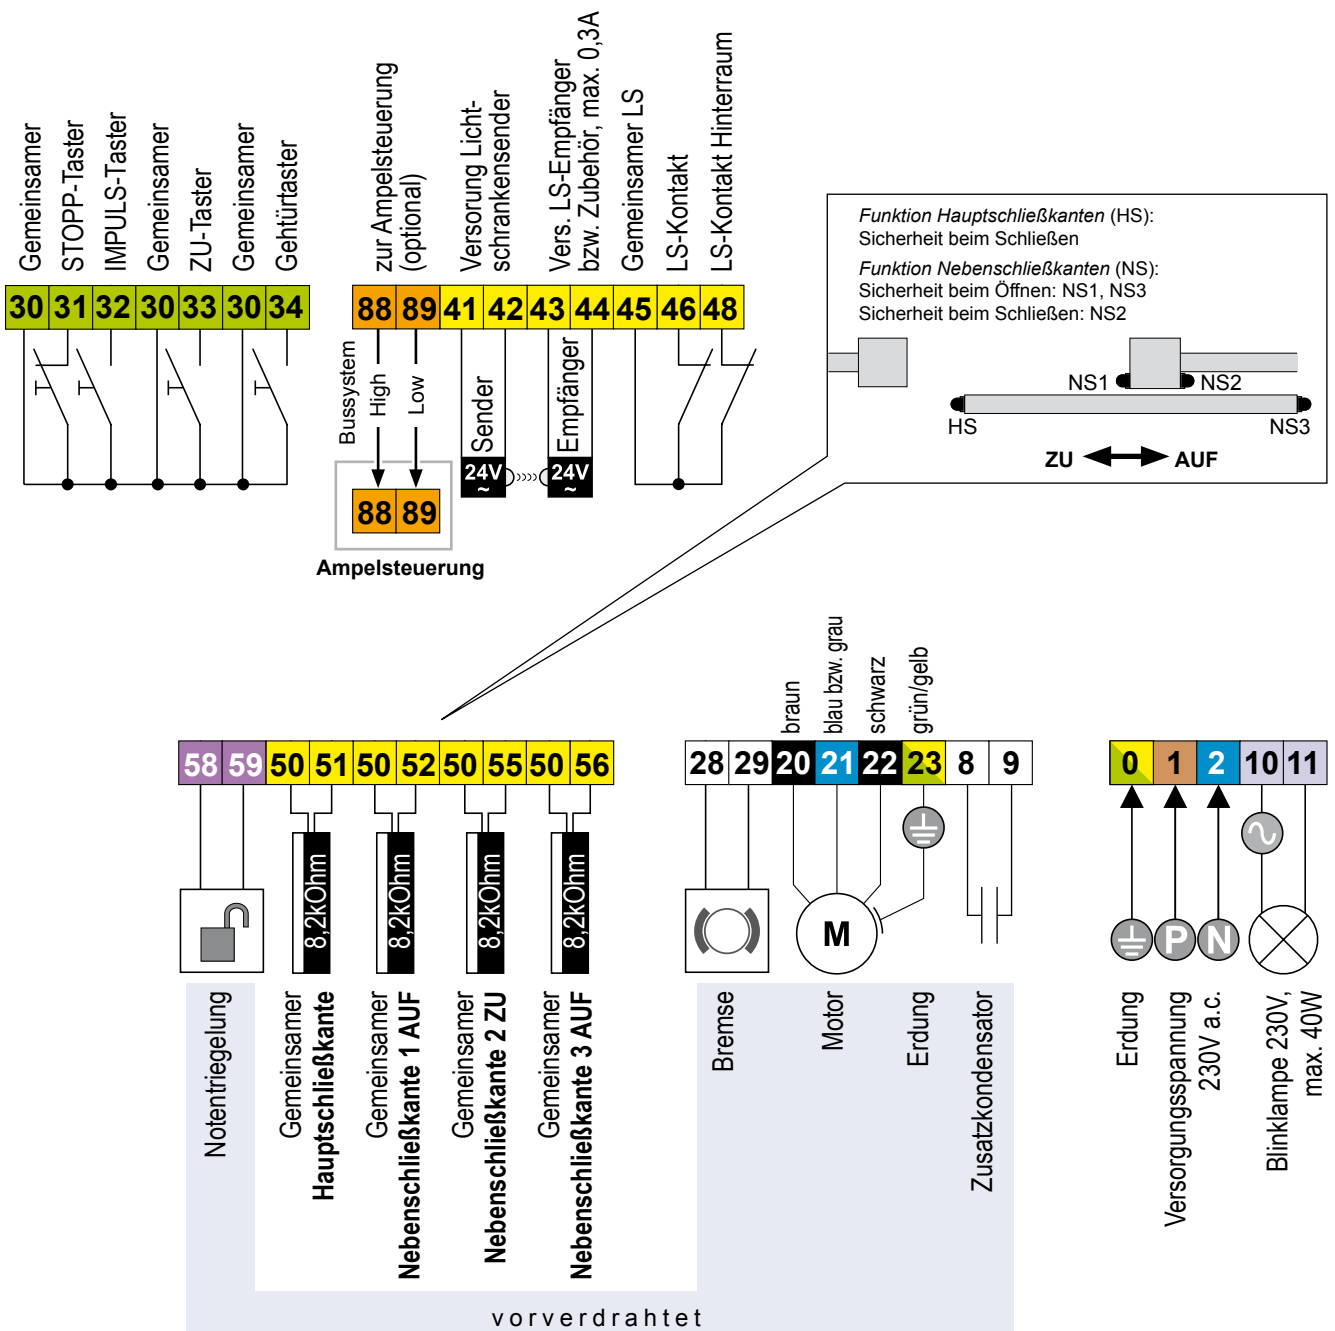 Gemeinsamer
STOPP-Taster
IMPULS-Taster
Gemeinsamer
ZU-Taster
Gemeinsamer
Gehtürtaster
30 31 32 30 33 30 34
zur Ampelsteuerung
(optional)
Versorung Licht-
schrankensender
Vers. LS-Empfänger
bzw. Zubehör, max. 0,3A
Gemeinsamer LS
LS-Kontakt
LS-Kontakt Hinterraum
88 89 41 42 43 44 45 46 48
Bussystem
High
Low
Sender
Empfänger
24V
~
24V
~
88 89
Ampelsteuerung
Funktion Hauptschließkanten (HS):
Sicherheit beim Schließen
Funktion Nebenschließkanten (NS):
Sicherheit beim Öffnen: NS1, NS3
Sicherheit beim Schließen: NS2
NS1
NS2
HS
NS3
ZU
AUF
58 59 50 51 50 52 50 55 50 56
8,2kOhm
8,2kOhm
8,2kOhm
8,2kOhm
Notentriegelung
Gemeinsamer
Hauptschließkante
Gemeinsamer
Nebenschließkante 1 AUF
Gemeinsamer
Nebenschließkante 2 ZU
Gemeinsamer
Nebenschließkante 3 AUF
braun
blau bzw. grau
schwarz
grün/gelb
28 29 20 21 22 23 8 9
M
Bremse
Motor
Erdung
Zusatzkondensator
vorverdrahtet
0 1 2 10 11
P
N
Erdung
Versorgungsspannung
230V a.c.
Blinklampe 230V,
max. 40W